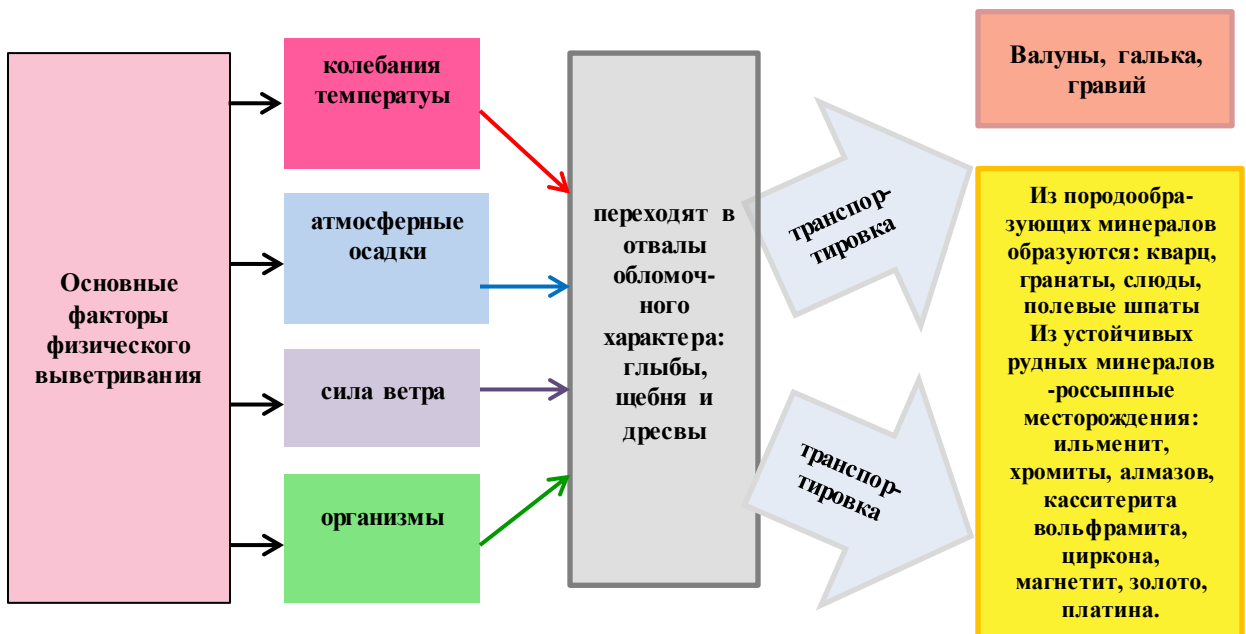 Основные
факторы
физического
выветривания
колебания
температуы
атмосферные
осадки
сила ветра
организмы
переходят в
отвалы
обломоч-
ного
характера:
глыбы,
щебня и
дресвы
транспор-
тировка
транспор-
тировка
Валуны, галька,
гравий
Из породообра-
зующих минералов
образуются: кварц,
гранаты, слюды,
полевые шпаты
Из устойчивых
рудных минералов
-россыпные
месторождения:
ильменит,
хромиты, алмазов,
касситерита
вольфрамита,
циркона,
магнетит, золото,
платина.